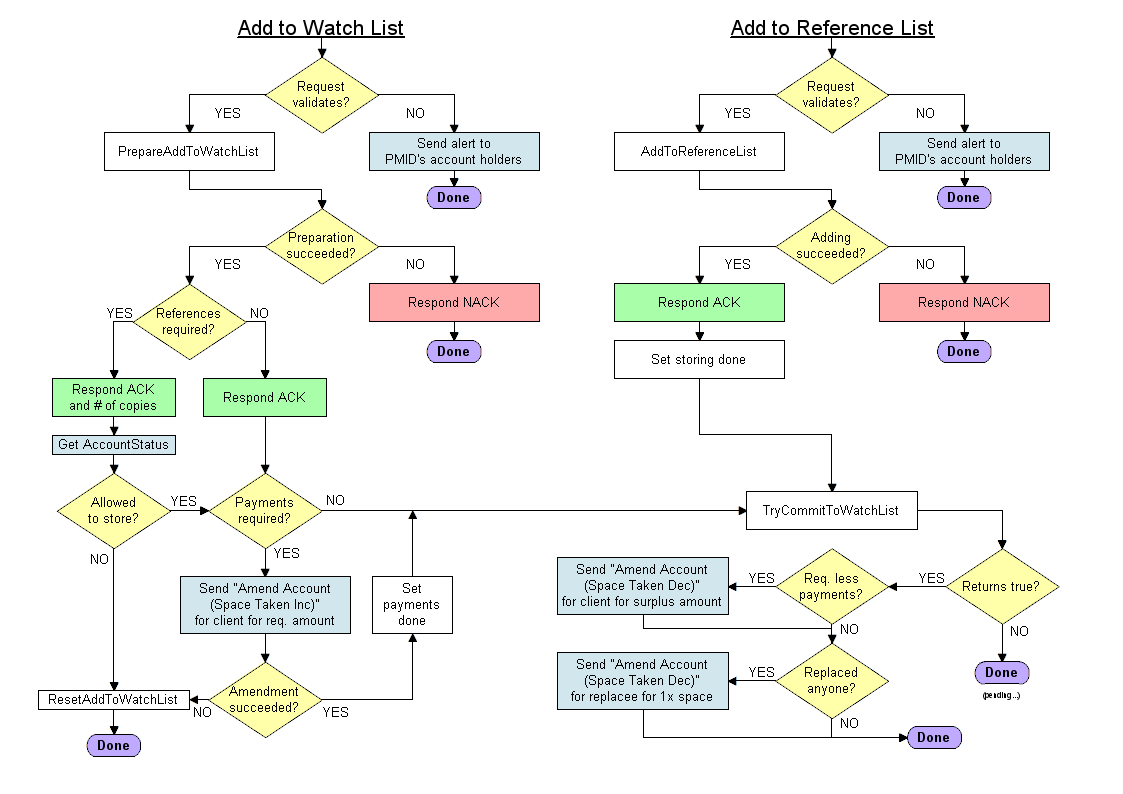 Add to Watch List
Request
validates?
YES
NO
PrepareAddToWatchList
Send alert to
PMID's account holders
Done
Preparation
succeeded?
YES
NO
Respond NACK
Done
References
required?
YES
NO
Respond ACK
and # of copies
Respond ACK
Get AccountStatus
Allowed
to store?
YES
NO
Payments
required?
NO
YES
Send "Amend Account
(Space Taken Inc)"
for client for req. amount
Set
payments
done
Amendment
succeeded?
NO
YES
ResetAddToWatchList
Done
Add to Reference List
Request
validates?
YES
NO
AddToReferenceList
Send alert to
PMID's account holders
Done
Adding
succeeded?
YES
NO
Respond ACK
Respond NACK
Set storing done
Done
TryCommitToWatchList
Returns true?
YES
NO
Done
(pending...)
Req. less
payments?
YES
NO
Send "Amend Account
(Space Taken Dec)"
for client for surplus amount
Replaced
anyone?
YES
NO
Send "Amend Account
(Space Taken Dec)"
for replacee for 1x space
Done